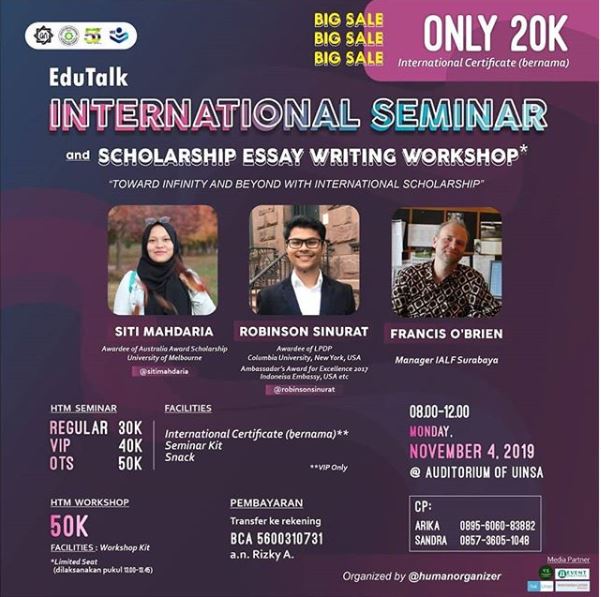 BIG SALE
BIG SALE
BIG SALE
ONLY 20K
International Certificate (bernama)
EduTalk
INTERNATIONAL SEMINAR
and SCHOLARSHIP ESSAY WRITING WORKSHOP*
"TOWARD INFINITY AND BEYOND WITH INTERNATIONAL SCHOLARSHIP"
SITI MAHDARIA
Awardee of Australia Award Scholarship
University of Melbourne
@sitimahdaria
ROBINSON SINURAT
Awardee of LPDP
Columbia University, New York, USA
Ambassador's Award for Excellence 2017
Indonesia Embassy, USA etc
@robinsonsinurat
FRANCIS O'BRIEN
Manager IALF Surabaya
HTM SEMINAR
REGULAR 30K
VIP 40K
OTS 50K
FACILITIES
International Certificate (bernama)**
Seminar Kit
Snack
**VIP Only
08.00-12.00
MONDAY,
NOVEMBER 4, 2019
@ AUDITORIUM OF UINSA
HTM WORKSHOP
50K
FACILITIES : Workshop Kit
*Limited Seat
(dilaksanakan pukul 13.00-15.45)
PEMBAYARAN
Transfer ke rekening
BCA 5600310731
a.n. Rizky A.
CP:
ARIKA 0895-6060-83882
SANDRA 0857-3605-1048
Media Partner
EVENT
Organized by @humanorganizer